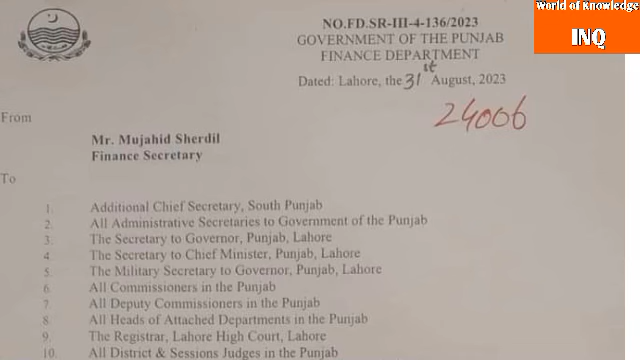 World of Knowledge
INQ
NO.FD.SR-III-4-136/2023
GOVERNMENT OF THE PUNJAB
FINANCE DEPARTMENT
Dated: Lahore, the 31st August, 2023
24006
From
Mr. Mujahid Sherdil
Finance Secretary
To
1. Additional Chief Secretary, South Punjab
2. All Administrative Secretaries to Government of the Punjab
3. The Secretary to Governor, Punjab, Lahore
4. The Secretary to Chief Minister, Punjab, Lahore
5. The Military Secretary to Governor, Punjab, Lahore
6. All Commissioners in the Punjab
7. All Deputy Commissioners in the Punjab
8. All Heads of Attached Departments in the Punjab
9. The Registrar, Lahore High Court, Lahore
10. All District & Sessions Judges in the Punjab